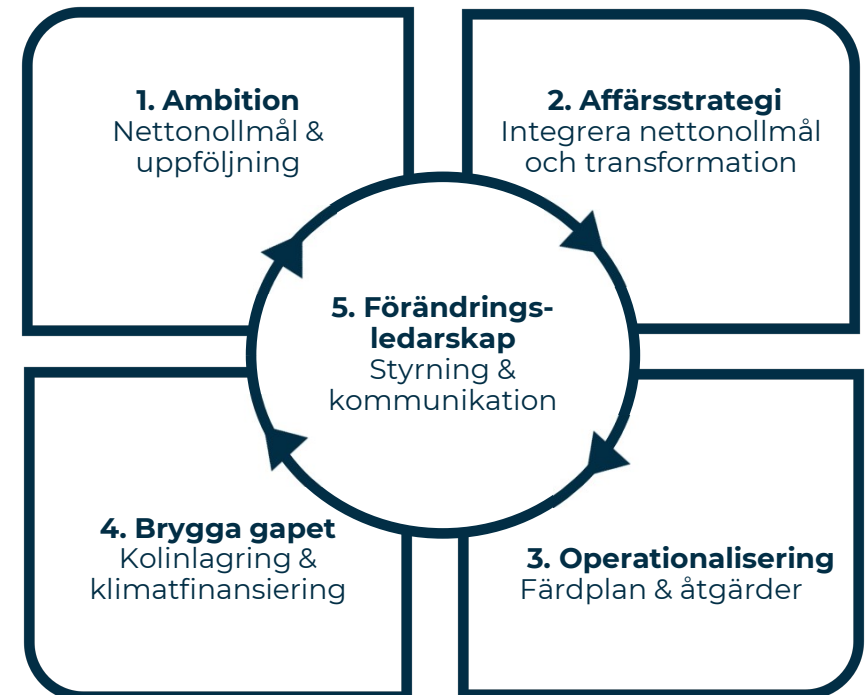 1. Ambition
Nettonollmål &
uppföljning
2. Affärsstrategi
Integrera nettonollmål
och transformation
5. Förändrings-
ledarskap
Styrning &
kommunikation
4. Brygga gapet
Kolinlagring &
klimatfinansiering
3. Operationalisering
Färdplan & åtgärder